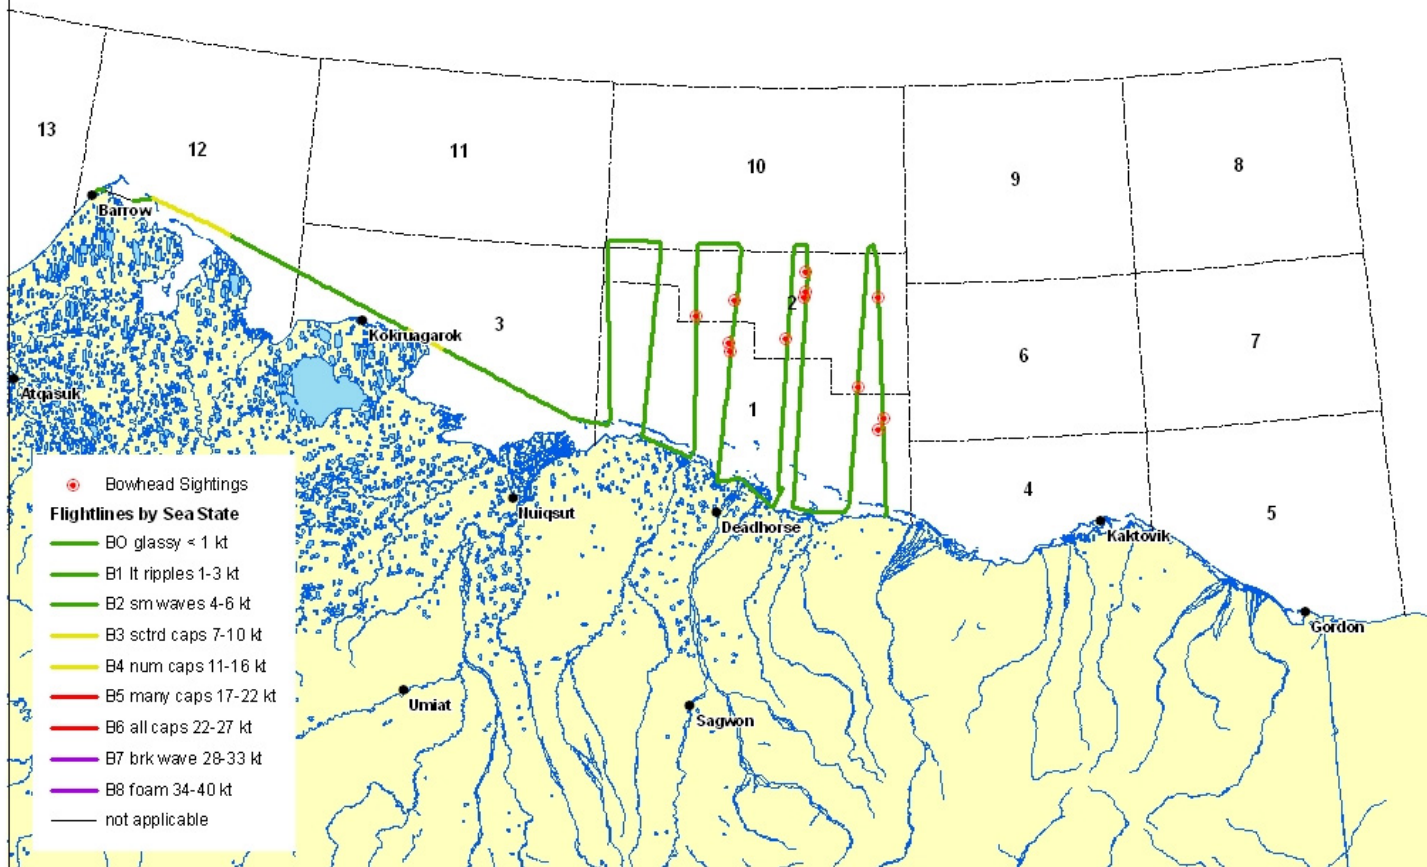 13
12
11
10
9
8
Barrow
2
3
Kokruagarok
6
7
Atqasuk
1
4
5
Nuiqsut
Deadhorse
Kaktovik
Gordon
Umiat
Sagwon
Bowhead Sightings
Flightlines by Sea State
B0 glassy < 1 kt
B1 lt ripples 1-3 kt
B2 sm waves 4-6 kt
B3 sctrd caps 7-10 kt
B4 num caps 11-16 kt
B5 many caps 17-22 kt
B6 all caps 22-27 kt
B7 brk wave 28-33 kt
B8 foam 34-40 kt
not applicable